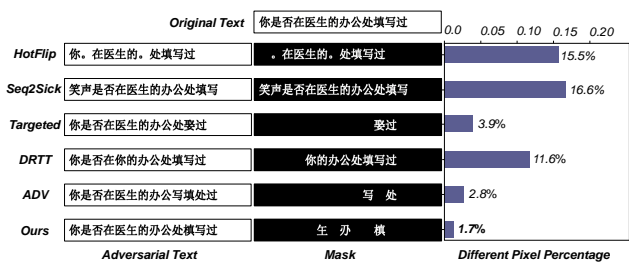 Original Text 你是否在医生的办公处填写过
0.0 0.05 0.10 0.15 0.20
HotFlip 你。在医生的。处填写过 。在医生的。处填写过 15.5%
Seq2Sick 笑声是否在医生的办公处填写 笑声是否在医生的办公处填写 16.6%
Targeted 你是否在医生的办公处娶过 娶过 3.9%
DRTT 你是否在你的办公处填写过 你的办公处填写过 11.6%
ADV 你是否在医生的办公写填处过 写 处 2.8%
Ours 你是否在医生的办公处槙写过 办 槙 1.7%
Adversarial Text Mask Different Pixel Percentage